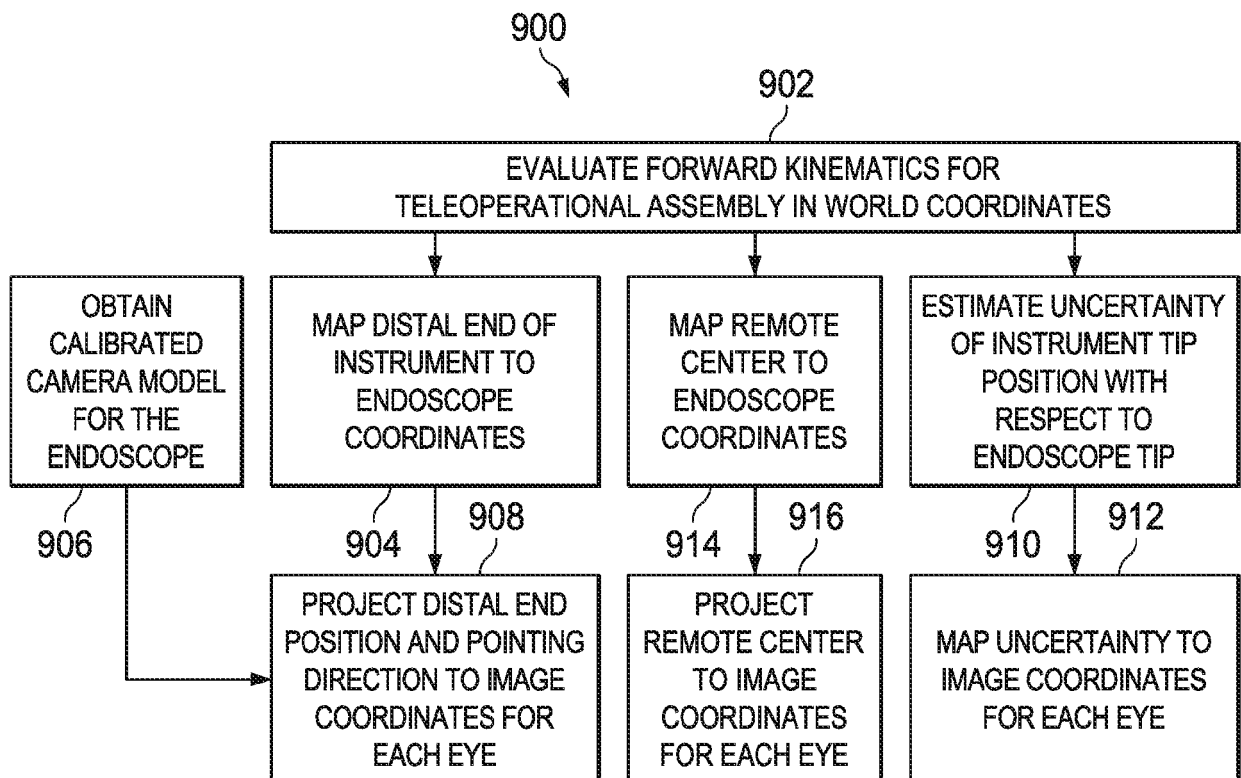 900
902
EVALUATE FORWARD KINEMATICS FOR
TELEOPERATIONAL ASSEMBLY IN WORLD COORDINATES
OBTAIN
CALIBRATED
CAMERA MODEL
FOR THE
ENDOSCOPE
906
MAP DISTAL END OF
INSTRUMENT TO
ENDOSCOPE
COORDINATES
904
908
MAP REMOTE
CENTER TO
ENDOSCOPE
COORDINATES
914
916
ESTIMATE UNCERTAINTY
OF INSTRUMENT TIP
POSITION WITH
RESPECT TO
ENDOSCOPE TIP
910
912
PROJECT DISTAL END
POSITION AND POINTING
DIRECTION TO IMAGE
COORDINATES FOR
EACH EYE
PROJECT
REMOTE CENTER
TO IMAGE
COORDINATES
FOR EACH EYE
MAP UNCERTAINTY TO
IMAGE COORDINATES
FOR EACH EYE